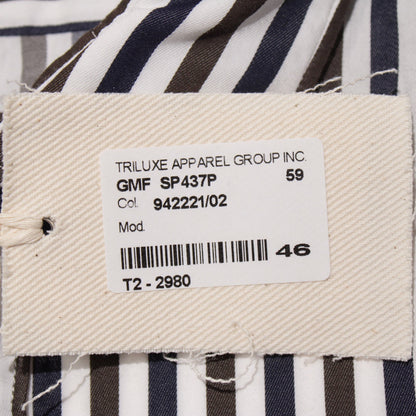 TRILUXE APPAREL GROUP INC.
GMF SP437P 59
Col. 942221/02
Mod.
46
T2 - 2980